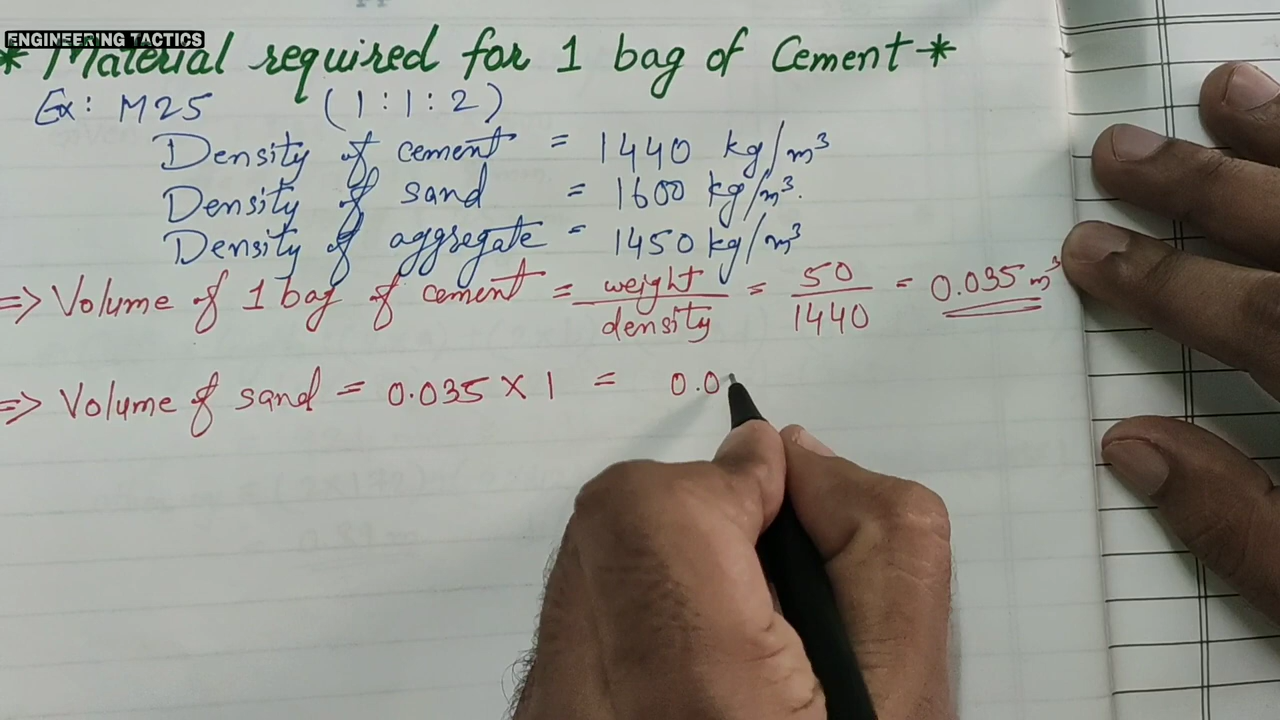 ENGINEERING TACTICS
* Material required for 1 bag of Cement *
Ex: M25 (1:1:2)
Density of cement = 1440 kg/m³
Density of sand = 1600 kg/m³.
Density of aggregate = 1450 kg/m³
=> Volume of 1 bag of cement = weight/density = 50/1440 = 0.035 m³
=> Volume of sand = 0.035 × 1 = 0.0